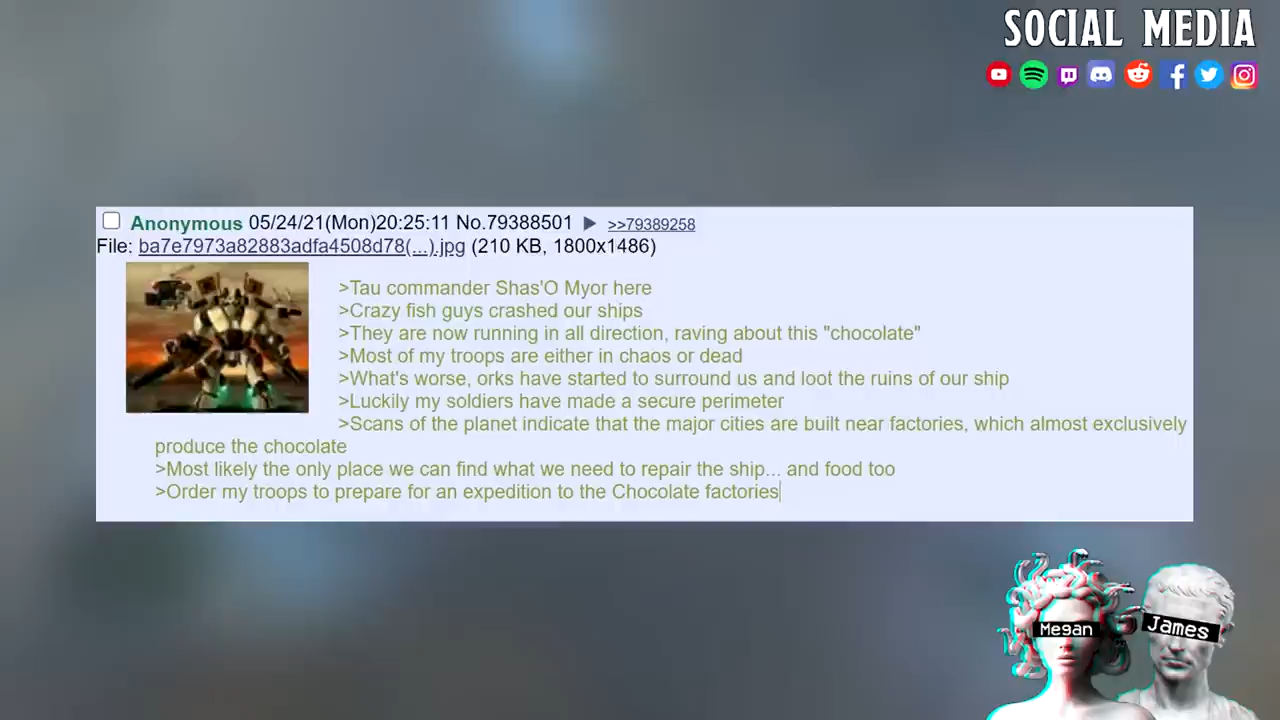 SOCIAL MEDIA
Anonymous 05/24/21(Mon)20:25:11 No.79388501 ▶ >>79389258
File: ba7e7973a82883adfa4508d78(...).jpg (210 KB, 1800x1486)
>Tau commander Shas'O Myor here
>Crazy fish guys crashed our ships
>They are now running in all direction, raving about this "chocolate"
>Most of my troops are either in chaos or dead
>What's worse, orks have started to surround us and loot the ruins of our ship
>Luckily my soldiers have made a secure perimeter
>Scans of the planet indicate that the major cities are built near factories, which almost exclusively
produce the chocolate
>Most likely the only place we can find what we need to repair the ship... and food too
>Order my troops to prepare for an expedition to the Chocolate factories
Megan
James